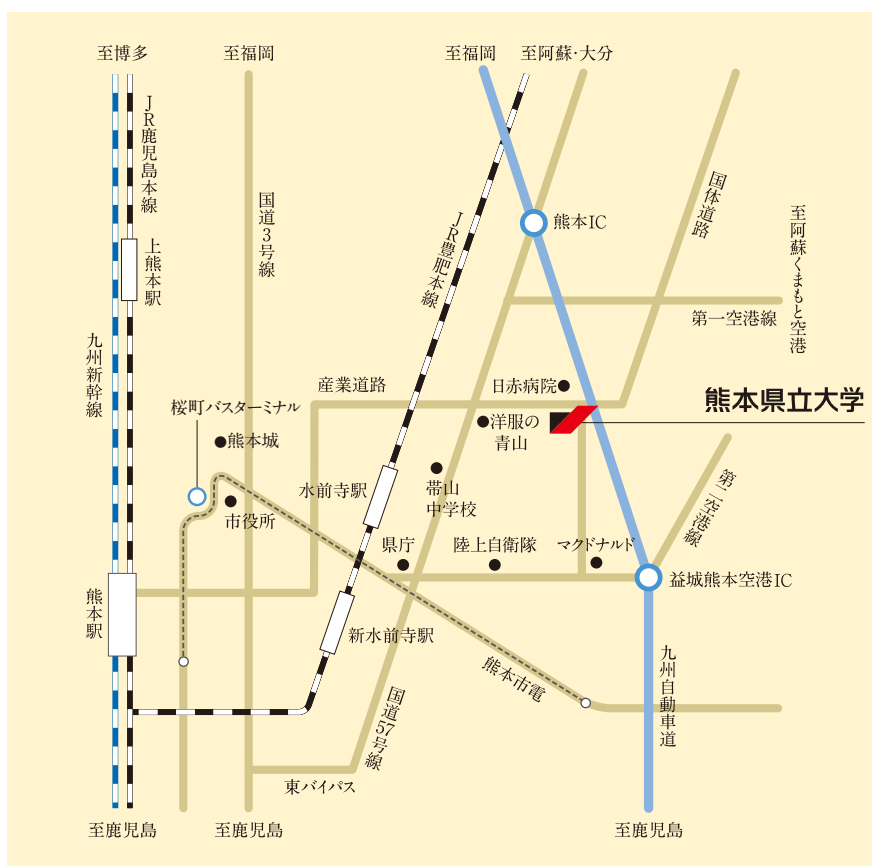 至博多
至福岡
至福岡
至阿蘇・大分
JR鹿児島本線
国道3号線
JR豊肥本線
熊本IC
国体道路
至阿蘇くまもと空港
上熊本駅
第一空港線
九州新幹線
産業道路
日赤病院
熊本県立大学
桜町バスターミナル
洋服の
青山
熊本城
水前寺駅
帯山
中学校
第二空港線
市役所
県庁
陸上自衛隊
マクドナルド
益城熊本空港IC
熊本駅
新水前寺駅
熊本市電
九州自動車道
国道57号線
東バイパス
至鹿児島
至鹿児島
至鹿児島